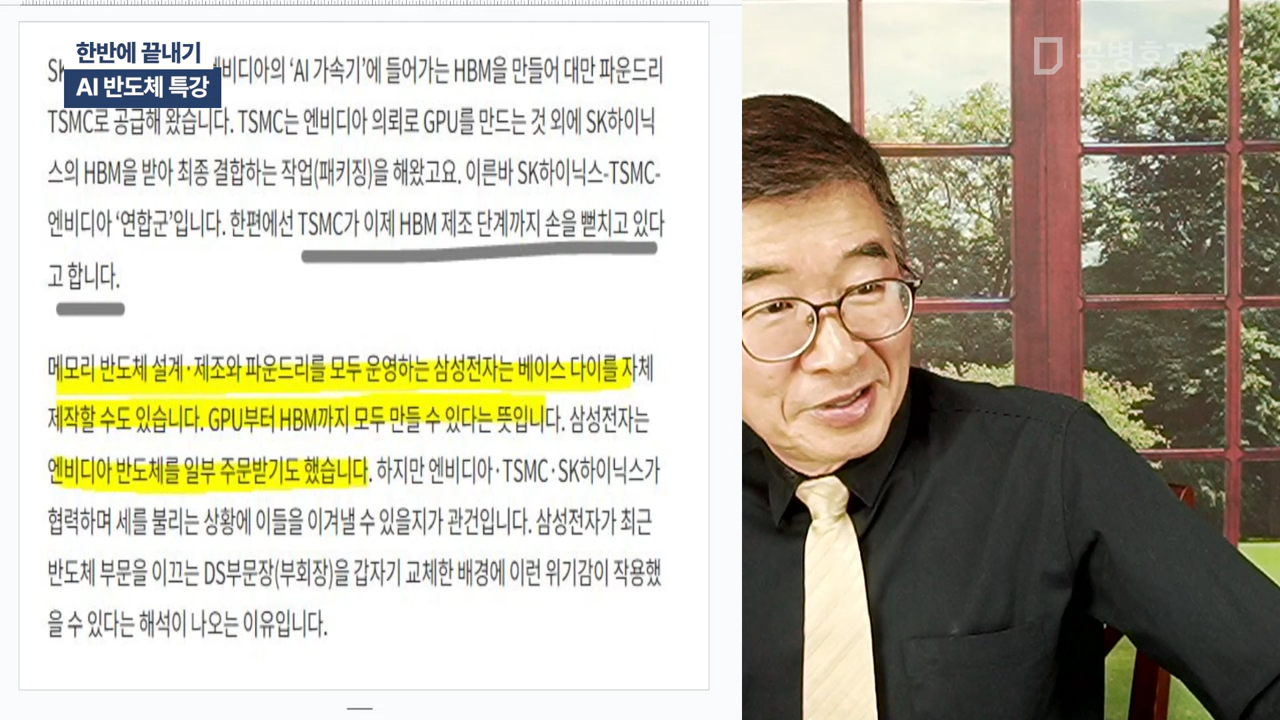 한반에 끝내기
AI 반도체 특강
비디아의 ‘AI 가속기’에 들어가는 HBM을 만들어 대만 파운드리
TSMC로 공급해 왔습니다. TSMC는 엔비디아 의뢰로 GPU를 만드는 것 외에 SK하이닉
스의 HBM을 받아 최종 결합하는 작업(패키징)을 해왔고요. 이른바 SK하이닉스-TSMC-
엔비디아 ‘연합군’입니다. 한편에선 TSMC가 이제 HBM 제조 단계까지 손을 뻗치고 있다
고 합니다.
메모리 반도체 설계·제조와 파운드리를 모두 운영하는 삼성전자는 베이스 다이를 자체
제작할 수도 있습니다. GPU부터 HBM까지 모두 만들 수 있다는 뜻입니다. 삼성전자는
엔비디아 반도체를 일부 주문받기도 했습니다. 하지만 엔비디아·TSMC·SK하이닉스가
협력하며 세를 불리는 상황에 이들을 이겨낼 수 있을지가 관건입니다. 삼성전자가 최근
반도체 부문을 이끄는 DS부문장(부회장)을 갑자기 교체한 배경에 이런 위기감이 작용했
을 수 있다는 해석이 나오는 이유입니다.